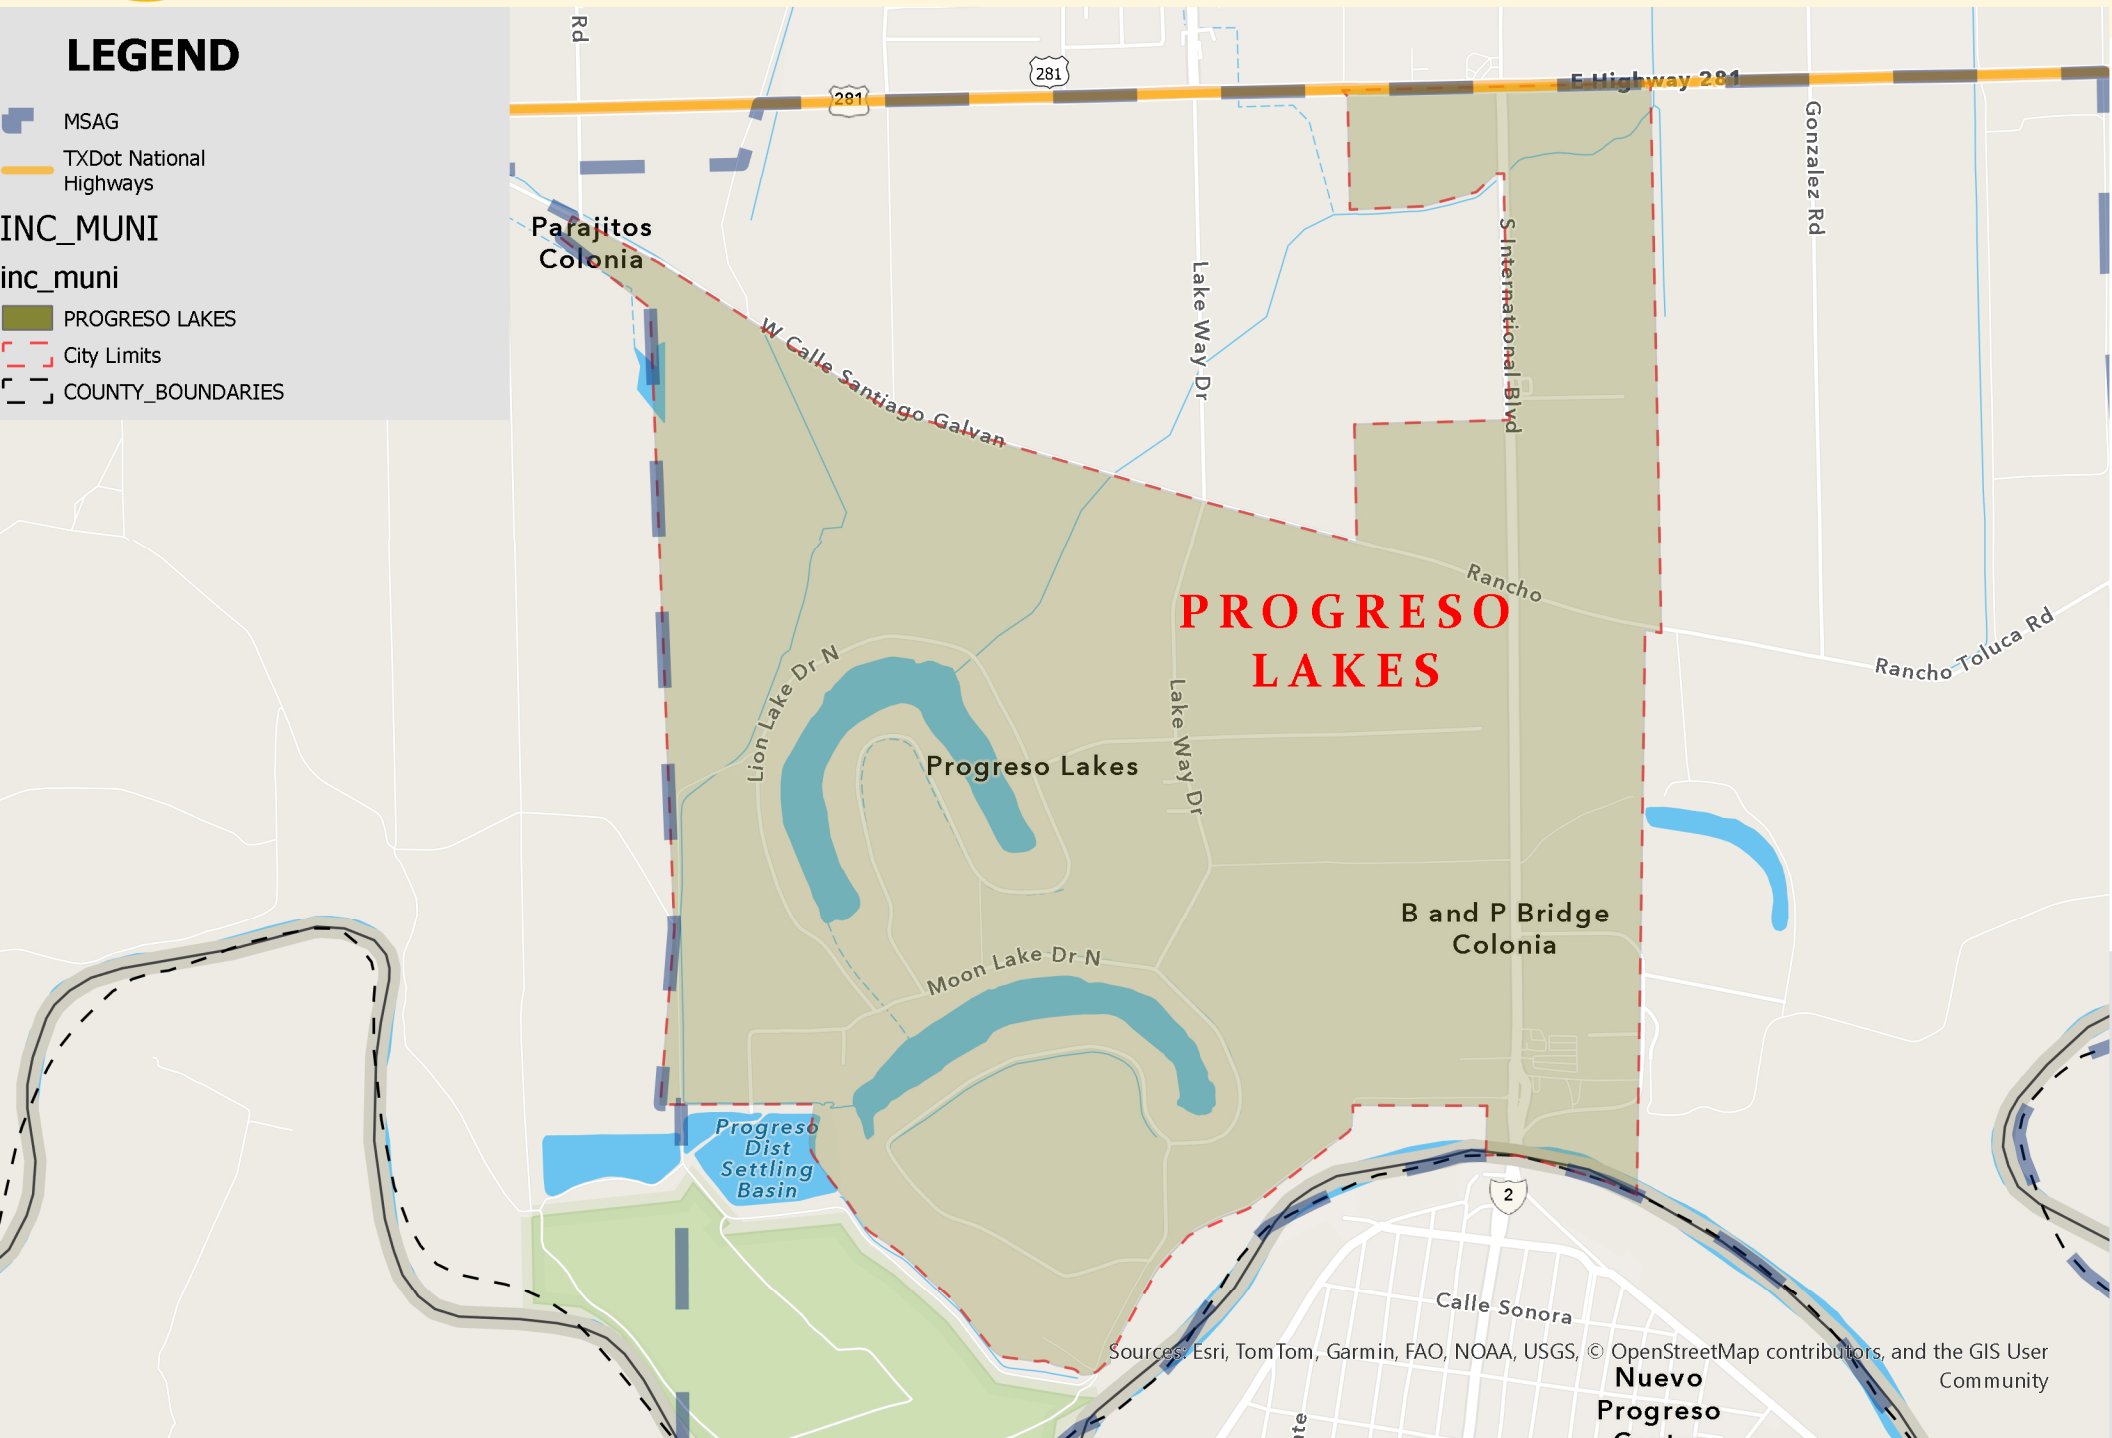 LEGEND
MSAG
TXDot National
Highways
INC_MUNI
inc_muni
PROGRESO LAKES
City Limits
COUNTY_BOUNDARIES
Rd
281
281
E Highway 281
Gonzalez Rd
Parajitos
Colonia
Lake Way Dr
S International Blvd
W Calle Santiago Galvan
Rancho
PROGRESO
LAKES
Rancho Toluca Rd
Lion Lake Dr N
Lake Way Dr
Progreso Lakes
B and P Bridge
Colonia
Moon Lake Dr N
Progreso
Dist
Settling
Basin
2
Calle Sonora
Sources: Esri, TomTom, Garmin, FAO, NOAA, USGS, © OpenStreetMap contributors, and the GIS User
Community
Nuevo
Progreso